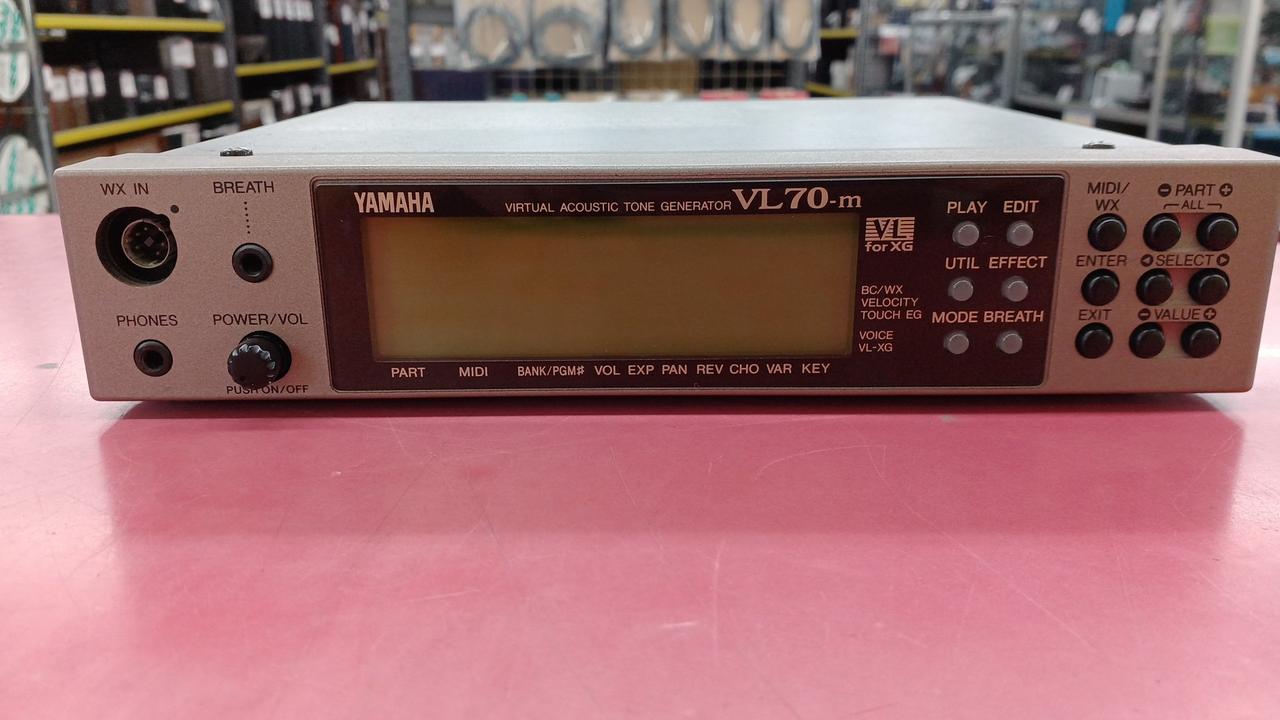 WX IN
BREATH
PHONES
POWER/VOL
PUSH ON/OFF
YAMAHA
VIRTUAL ACOUSTIC TONE GENERATOR VL70-m
VL
for XG
BC/WX
VELOCITY
TOUCH EG
VOICE
VL-XG
PART MIDI BANK/PGM# VOL EXP PAN REV CHO VAR KEY
PLAY EDIT
UTIL EFFECT
MODE BREATH
MIDI/
WX
PART
ALL
ENTER SELECT
EXIT VALUE